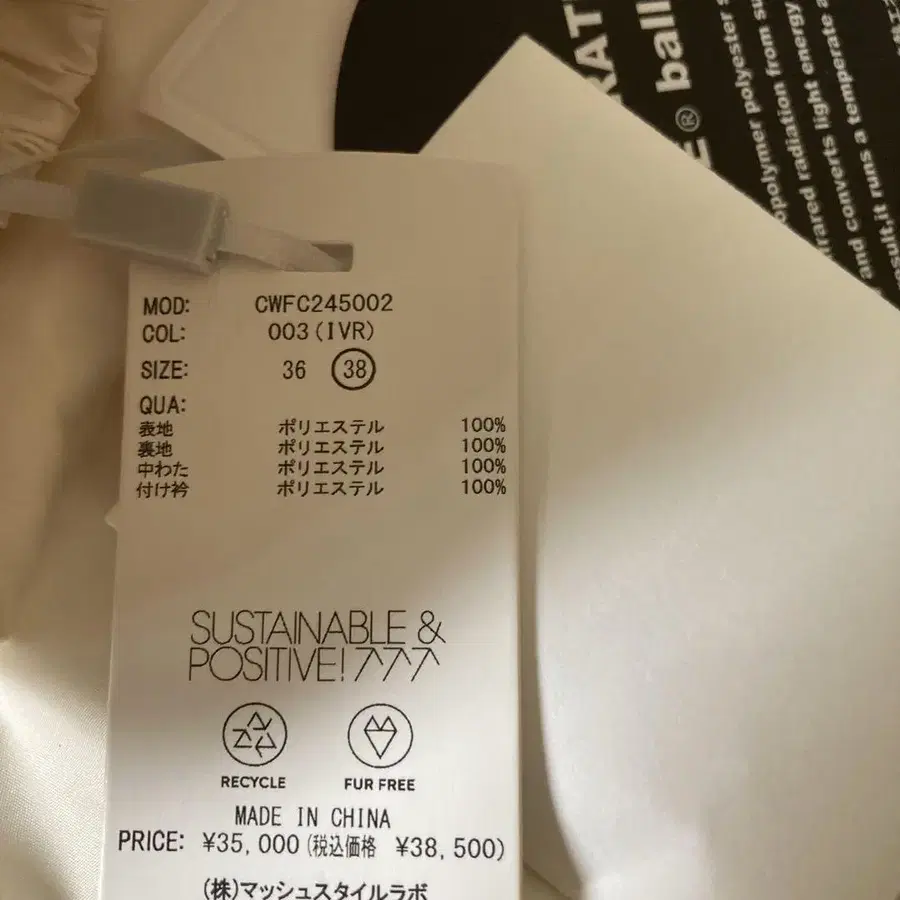 MOD: CWFC245002
COL: 003(IVR)
SIZE: 36 38
QUA:
表地 ポリエステル 100%
裏地 ポリエステル 100%
中わた ポリエステル 100%
付け衿 ポリエステル 100%
SUSTAINABLE &
POSITIVE!
RECYCLE FUR FREE
MADE IN CHINA
PRICE: ¥35,000(税込価格 ¥38,500)
(株)マッシュスタイルラボ
® ball
polymer polyester
radiation from
and converts light energy
it runs a temperate